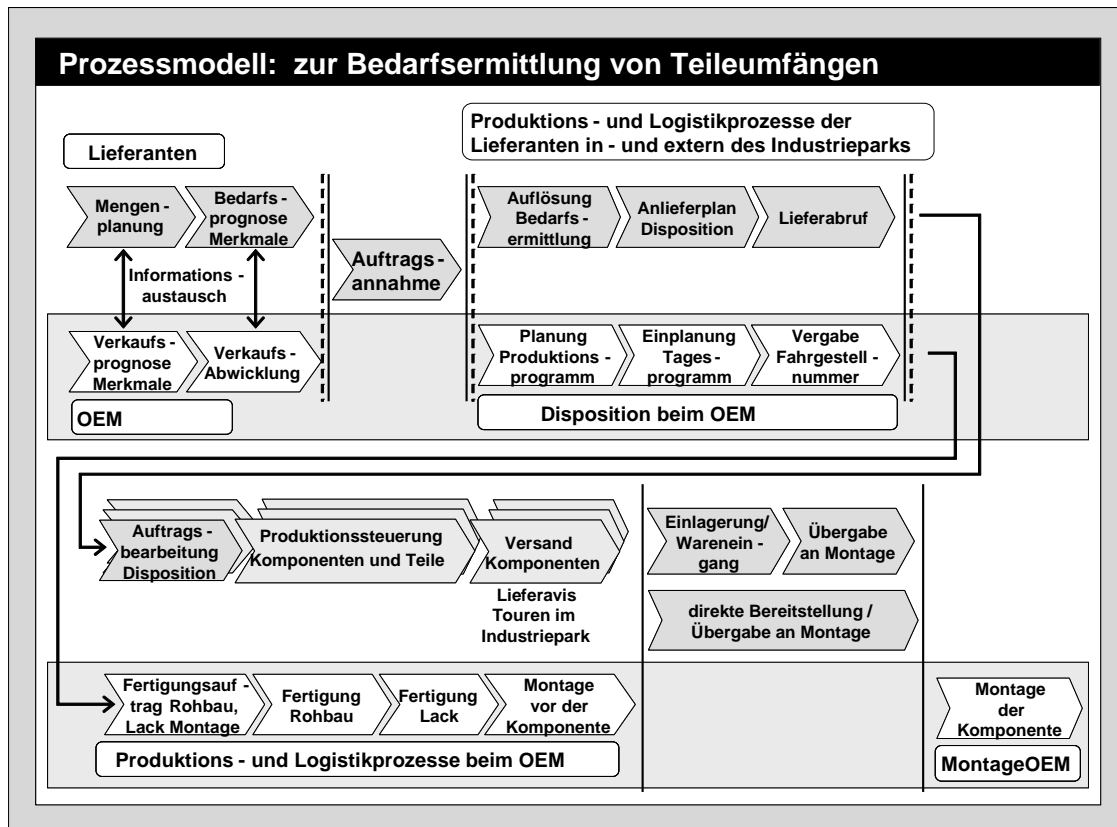 Prozessmodell: zur Bedarfsermittlung von Teileumfängen
Lieferanten
Produktions - und Logistikprozesse der
Lieferanten in - und extern des Industrieparks
Mengen -
planung
Bedarfs -
prognose
Merkmale
Auftrags -
annahme
Auflösung
Bedarfs -
ermittlung
Anlieferplan
Disposition
Lieferabruf
Informations -
austausch
Verkaufs -
prognose
Merkmale
Verkaufs -
Abwicklung
Planung
Produktions -
programm
Einplanung
Tages -
programm
Vergabe
Fahrgestell -
nummer
OEM
Disposition beim OEM
Auftrags -
bearbeitung
Disposition
Produktionssteuerung
Komponenten und Teile
Versand
Komponenten
Lieferavis
Touren im
Industriepark
Einlagerung/
Warenein -
gang
Übergabe
an Montage
direkte Bereitstellung /
Übergabe an Montage
Fertigungsauf -
trag Rohbau,
Lack Montage
Fertigung
Rohbau
Fertigung
Lack
Montage
vor der
Komponente
Montage
der
Komponente
Produktions - und Logistikprozesse beim OEM
MontageOEM